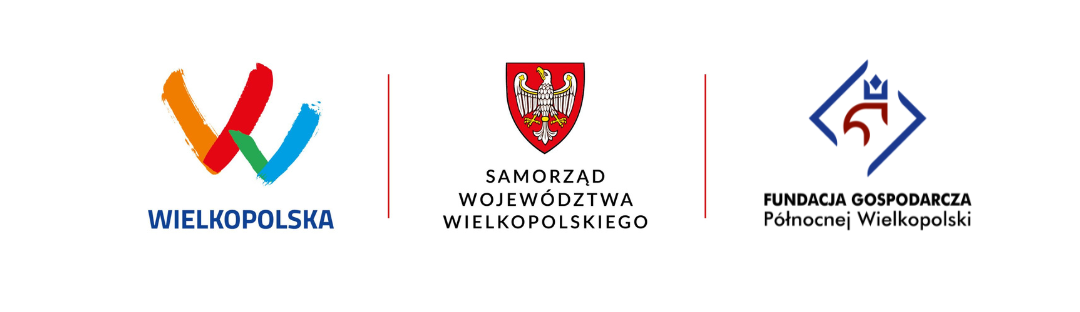 WIELKOPOLSKA
SAMORZĄD
WOJEWÓDZTWA
WIELKOPOLSKIEGO
FUNDACJA GOSPODARCZA
Północnej Wielkopolski